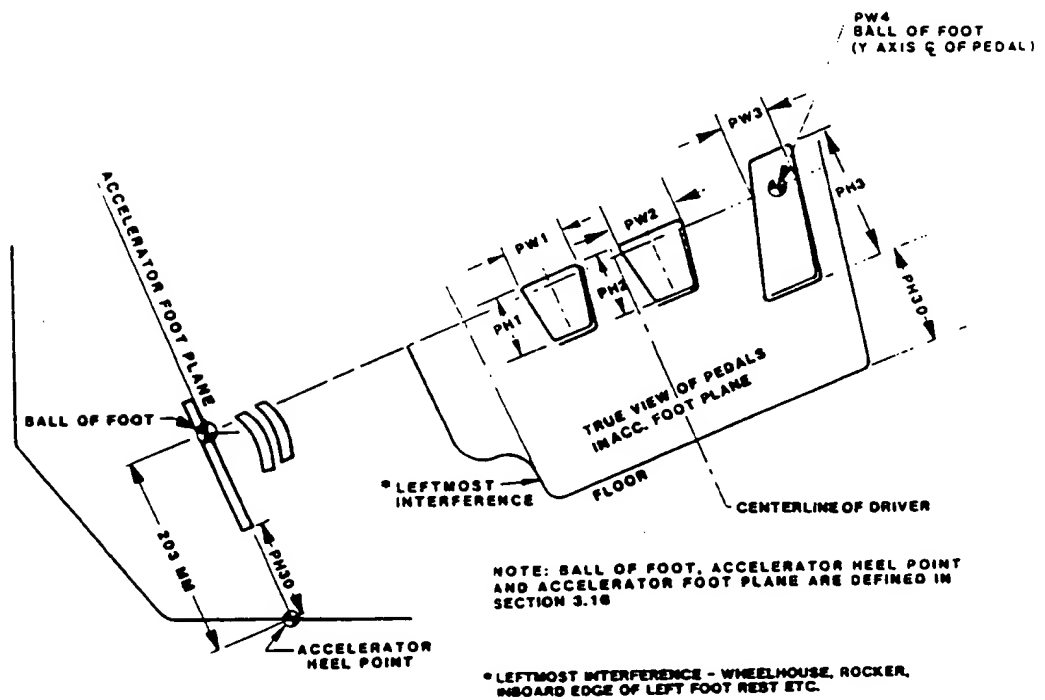 PW4
BALL OF FOOT
(Y AXIS ℄ OF PEDAL)
PW3
PH3
ACCELERATOR FOOT PLANE
PW1
PW2
PH2
PH1
PH30
TRUE VIEW OF PEDALS
IN ACC. FOOT PLANE
BALL OF FOOT
* LEFTMOST
INTERFERENCE
FLOOR
CENTERLINE OF DRIVER
203 MM
PH30
NOTE: BALL OF FOOT, ACCELERATOR HEEL POINT
AND ACCELERATOR FOOT PLANE ARE DEFINED IN
SECTION 3.16
ACCELERATOR
HEEL POINT
* LEFTMOST INTERFERENCE - WHEELHOUSE, ROCKER,
INBOARD EDGE OF LEFT FOOT REST ETC.